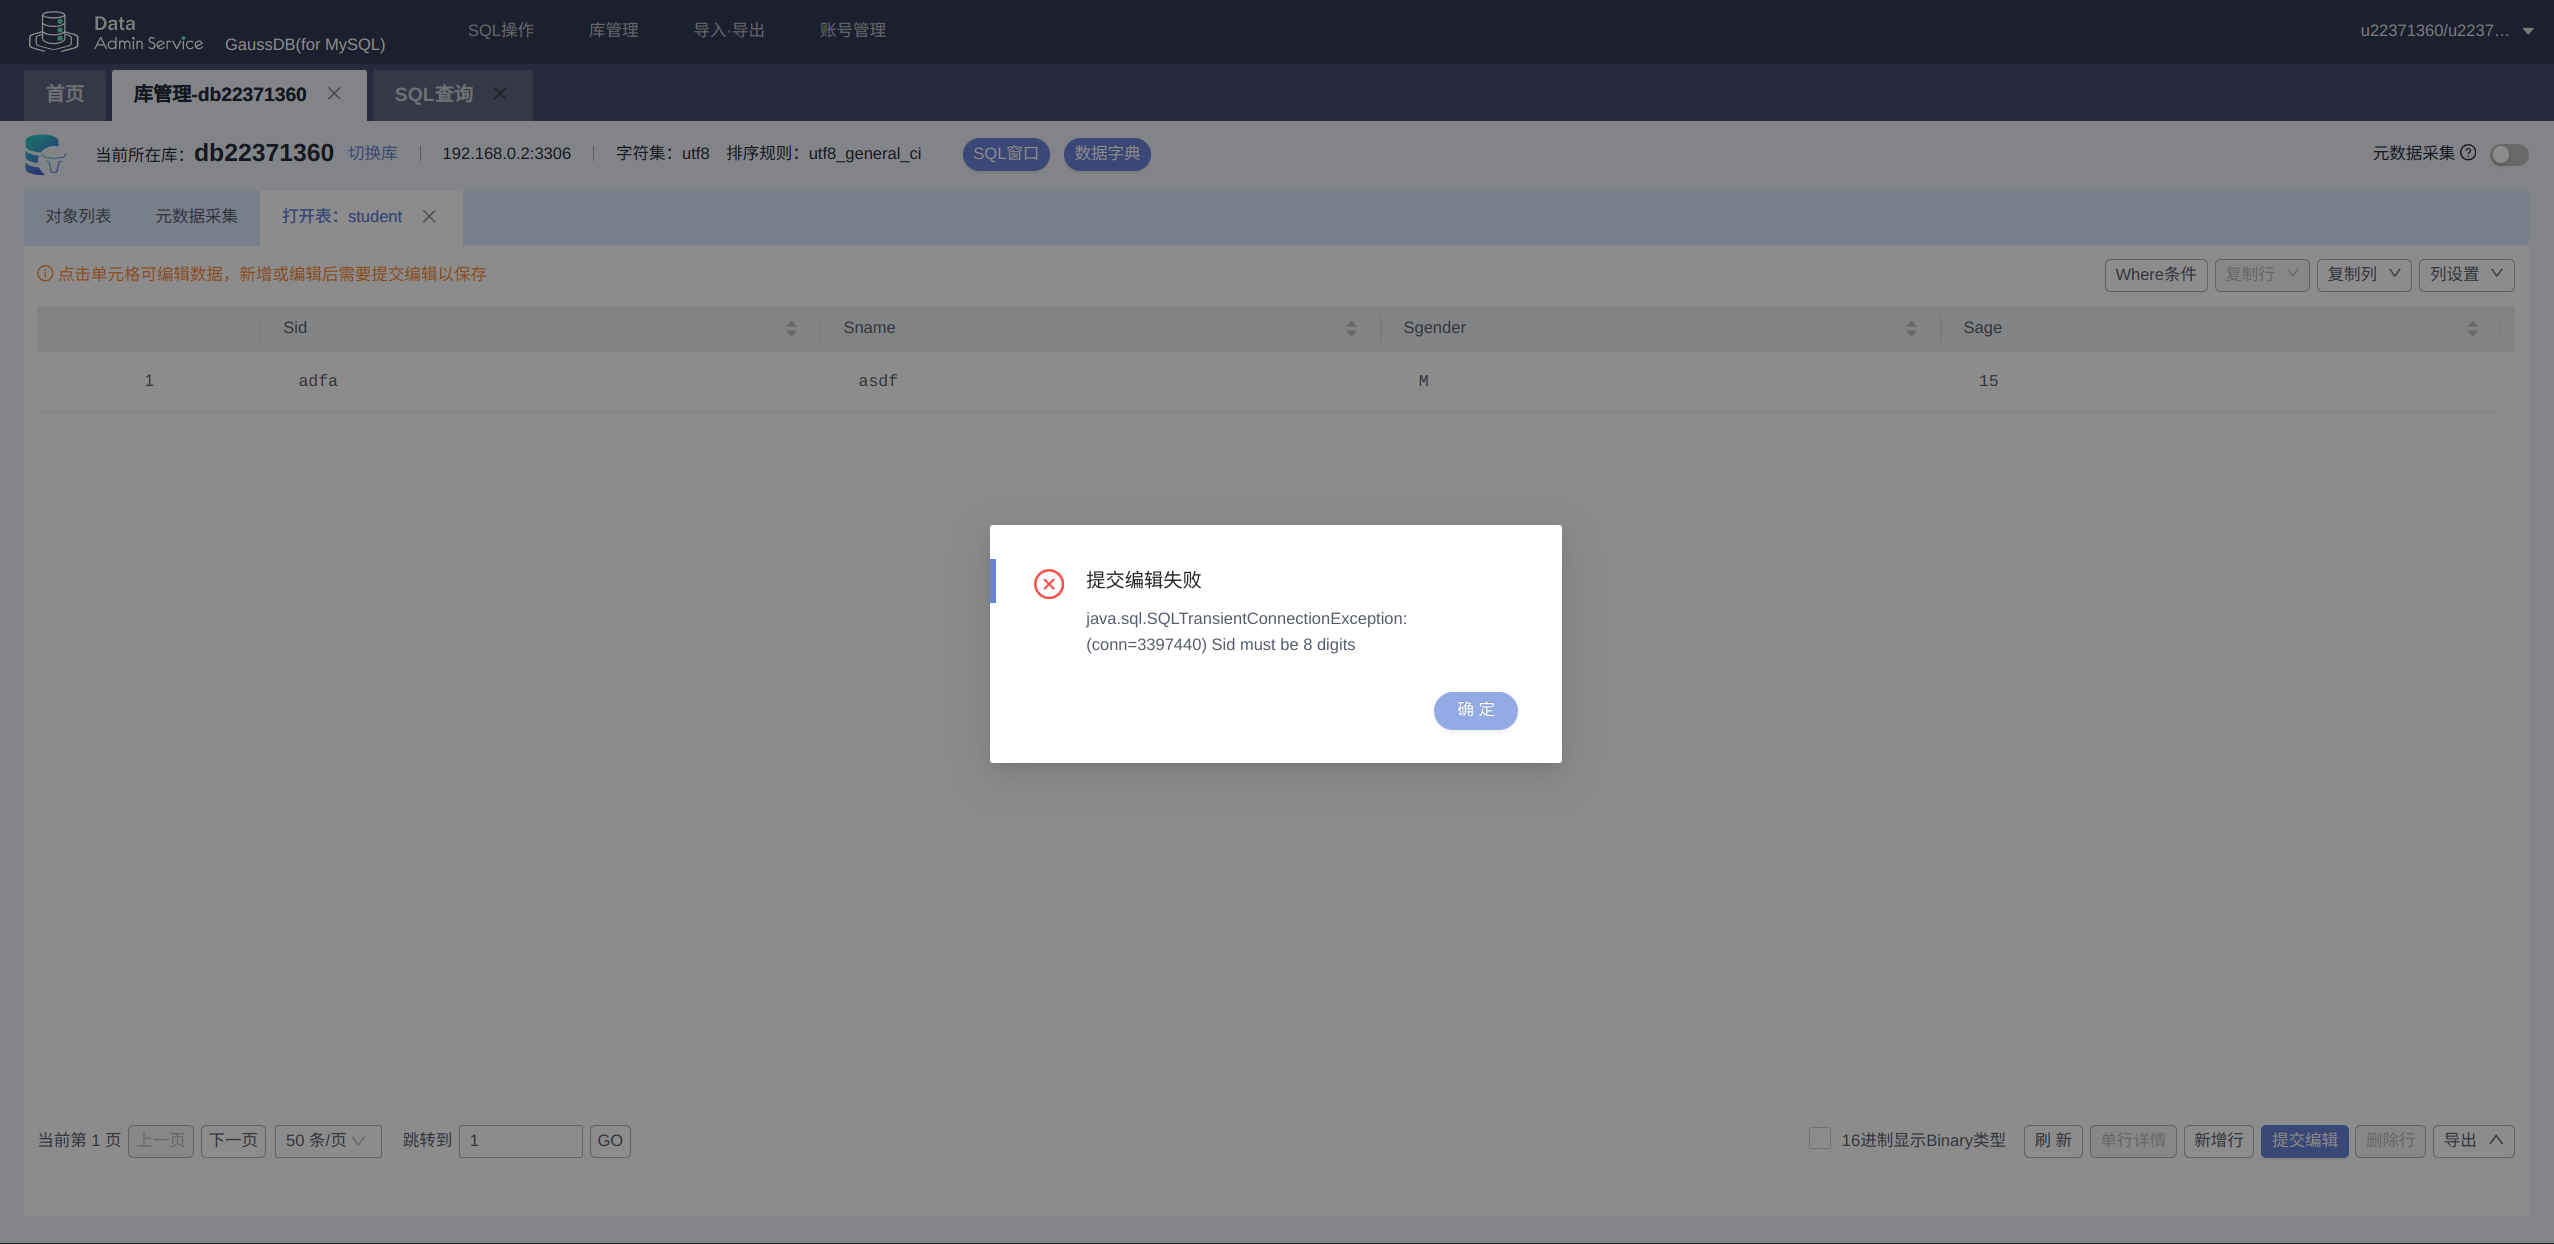 Data
Admin Service
GaussDB(for MySQL)
SQL操作
库管理
导入·导出
账号管理
u22371360/u2237...
首页
库管理-db22371360
SQL查询
当前所在库：db22371360 切换库
192.168.0.2:3306
字符集：utf8
排序规则：utf8_general_ci
SQL窗口
数据字典
元数据采集
对象列表
元数据采集
打开表：student
点击单元格可编辑数据，新增或编辑后需要提交编辑以保存
Where条件
复制行
复制列
列设置
Sid
Sname
Sgender
Sage
1
adfa
asdf
M
15
提交编辑失败
java.sql.SQLTransientConnectionException:
(conn=3397440) Sid must be 8 digits
确 定
当前第 1 页
上一页
下一页
50 条/页
跳转到
1
GO
16进制显示Binary类型
刷 新
单行详情
新增行
提交编辑
删除行
导出